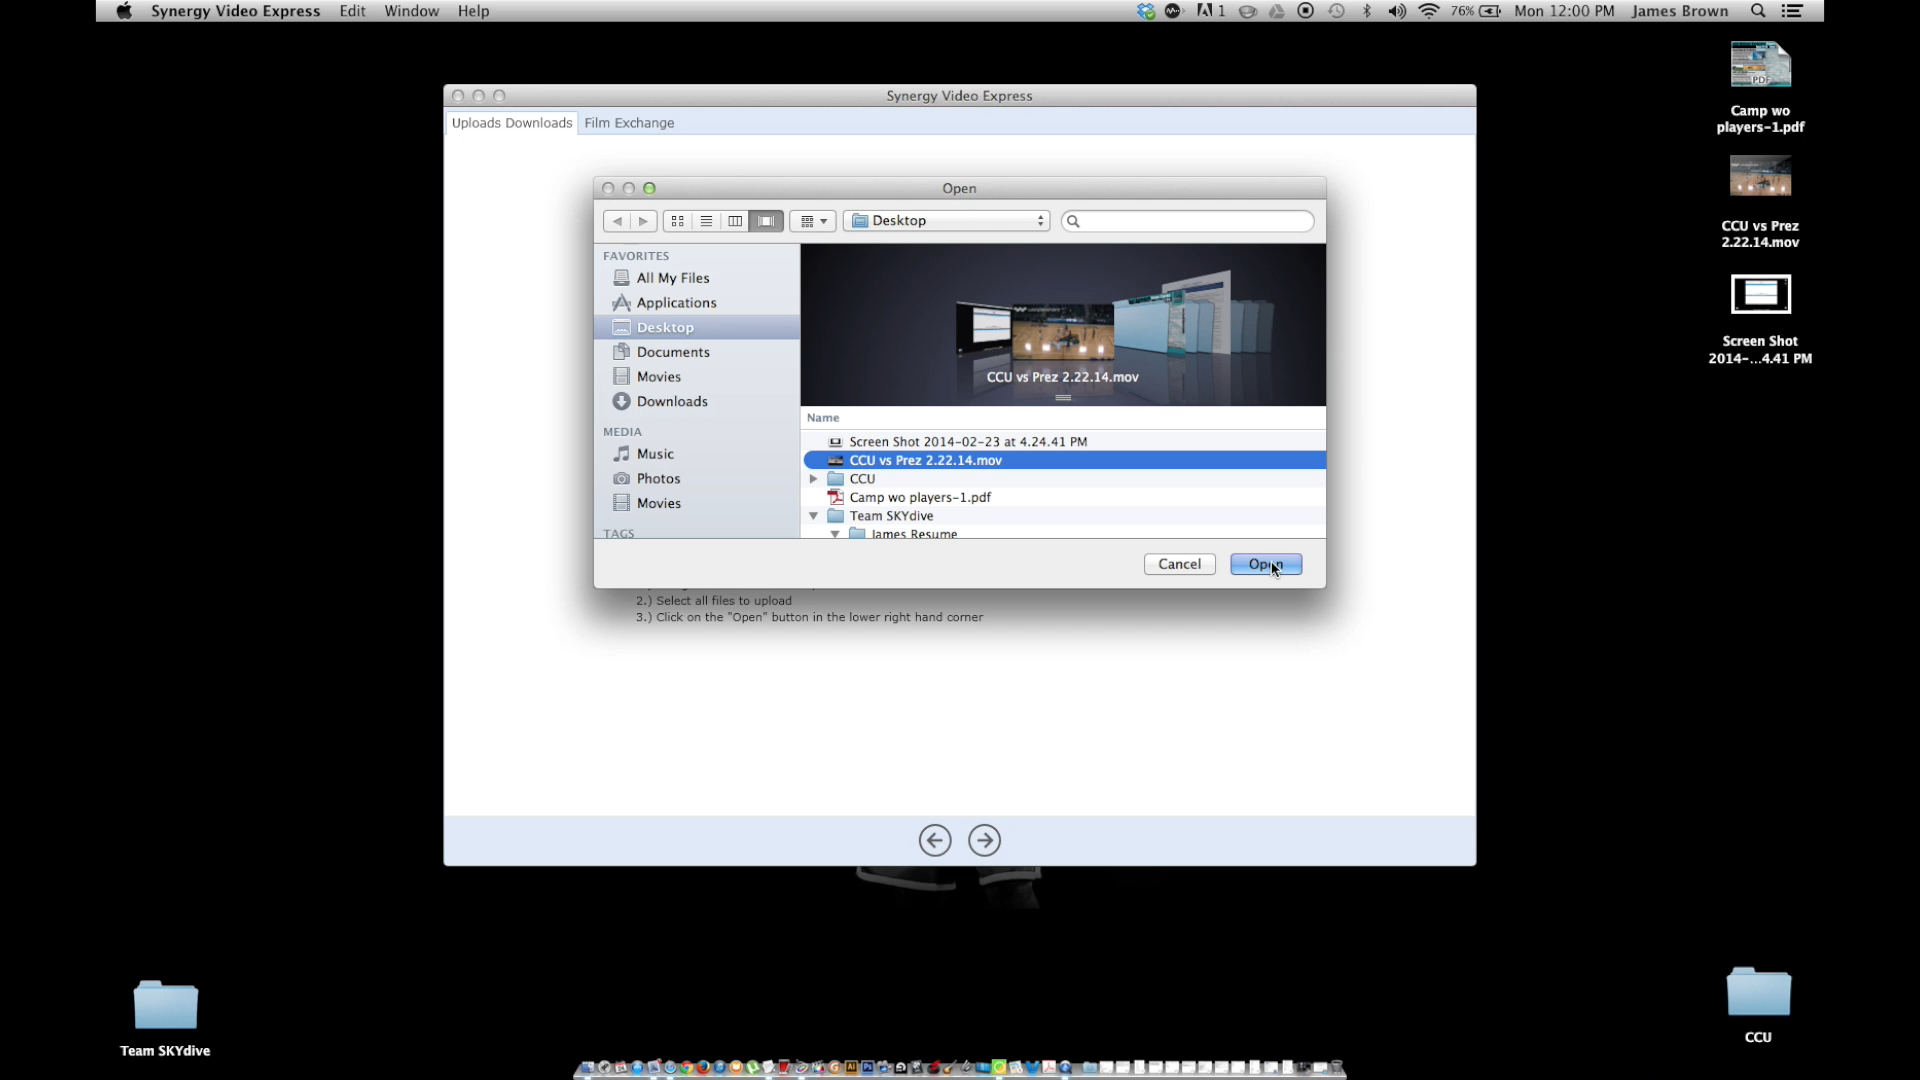 Synergy Video Express Edit Window Help
1 76% Mon 12:00 PM James Brown
Synergy Video Express
Uploads Downloads Film Exchange
Open
Desktop
FAVORITES
All My Files
Applications
Desktop
Documents
Movies
Downloads
MEDIA
Music
Photos
Movies
TAGS
CCU vs Prez 2.22.14.mov
Name
Screen Shot 2014-02-23 at 4.24.41 PM
CCU vs Prez 2.22.14.mov
CCU
Camp wo players-1.pdf
Team SKYdive
James Resume
Cancel Open
2.) Select all files to upload
3.) Click on the "Open" button in the lower right hand corner
PDF
Camp wo
players-1.pdf
CCU vs Prez
2.22.14.mov
Screen Shot
2014-...4.41 PM
Team SKYdive
CCU